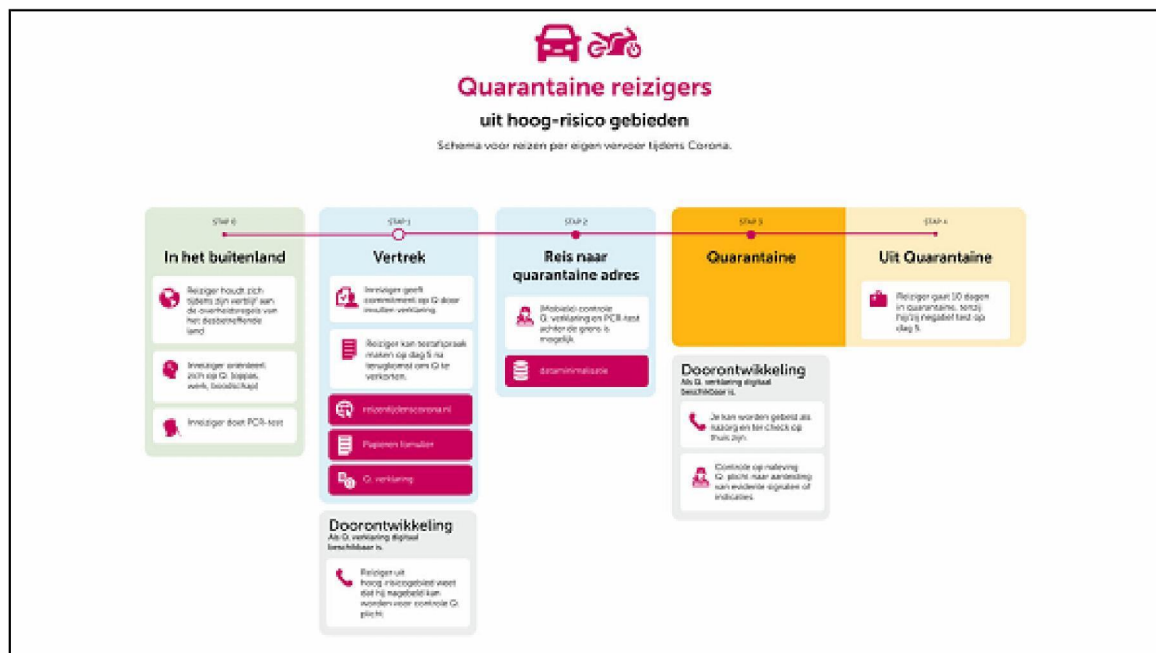 Quarantaine reizigers
uit hoog-risico gebieden
Schema voor reizen per eigen vervoer tijdens Corona.
STAP 0
In het buitenland
Reiziger houdt zich
tijdens zijn verblijf aan
de overheidsregels van
het desbetreffende
land
Inreiziger oriënteert
zich op Q. (oppas,
werk, boodschap)
Inreiziger doet PCR-test
STAP 1
Vertrek
Inreiziger geeft
commitment op Q door
invullen verklaring.
Reiziger kan testafspraak
maken op dag 5 na
terugkomst om Q te
verkorten.
reizentijdenscorona.nl
Papieren fomulier
Q. verklaring
Doorontwikkeling
Als Q. verklaring digitaal
beschikbaar is.
Reiziger uit
hoog-risicogebied weet
dat hij nagebeld kan
worden voor controle Q.
plicht.
STAP 2
Reis naar
quarantaine adres
(Mobiele) controle
Q. verklaring en PCR-test
achter de grens is
mogelijk.
dataminimalisatie
STAP 3
Quarantaine
Doorontwikkeling
Als Q. verklaring digitaal
beschikbaar is.
Je kan worden gebeld als
nazorg en ter check op
thuis zijn.
Controle op naleving
Q. plicht naar aanleiding
van evidente signalen of
indicaties.
STAP 4
Uit Quarantaine
Reiziger gaat 10 dagen
in quarantaine, tenzij
hij/zij negatief test op
dag 5.